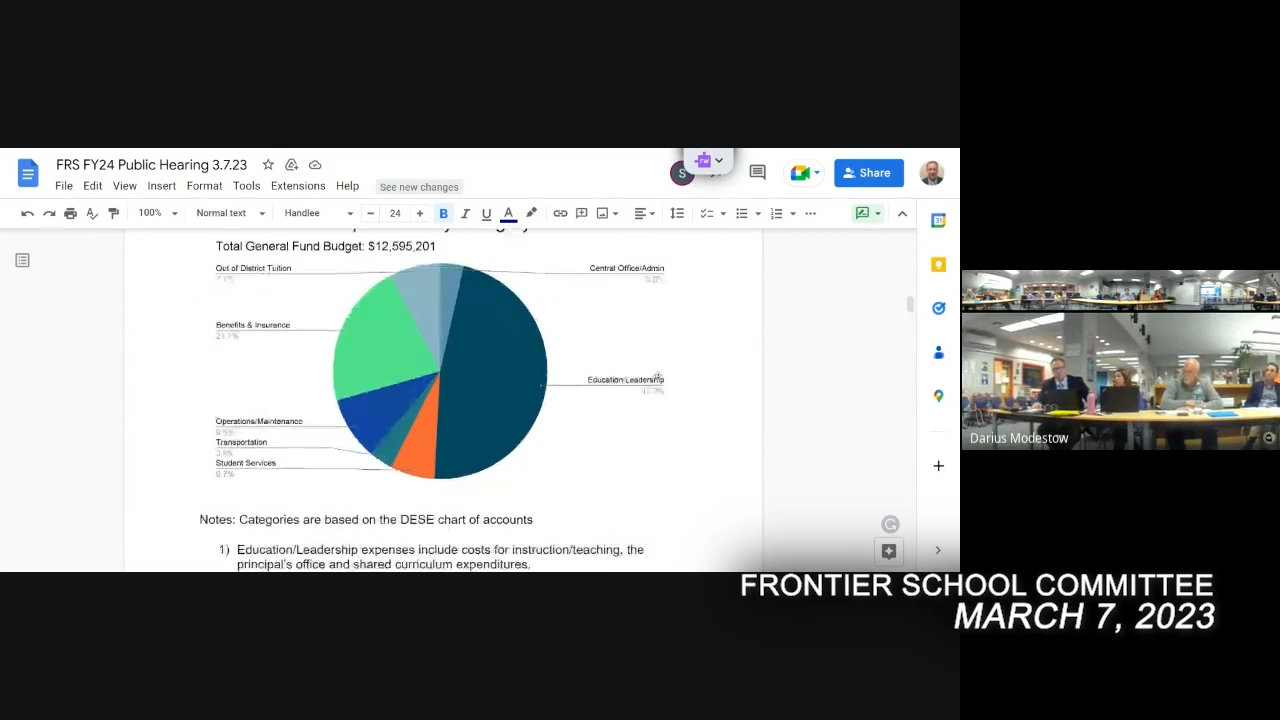 FRS FY24 Public Hearing 3.7.23
File Edit View Insert Format Tools Extensions Help See new changes
S
rw
Share
100% Normal text Handlee 24 B I U A
Total General Fund Budget: $12,595,201
Out of District Tuition
Central Office/Admin
Benefits & Insurance
Education/Leadership
Operations/Maintenance
Transportation
Student Services
Notes: Categories are based on the DESE chart of accounts
1) Education/Leadership expenses include costs for instruction/teaching, the
principal's office and shared curriculum expenditures.
Darius Modestow
FRONTIER SCHOOL COMMITTEE
MARCH 7, 2023